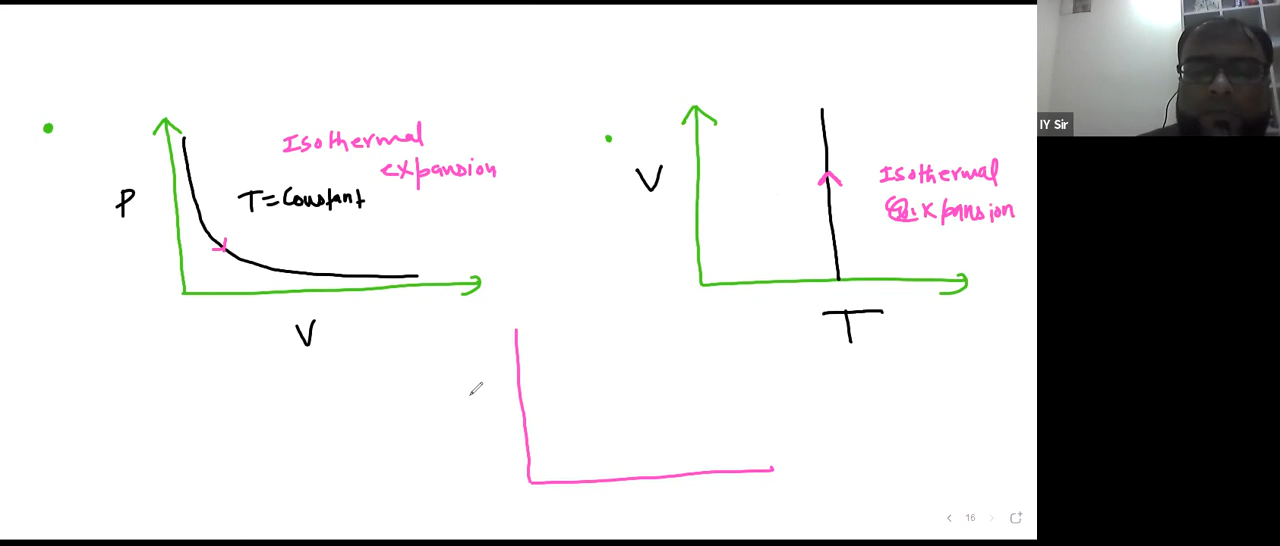 Isothermal
expansion
P
T = Constant
V
V
Isothermal
expansion
T
IY Sir
16